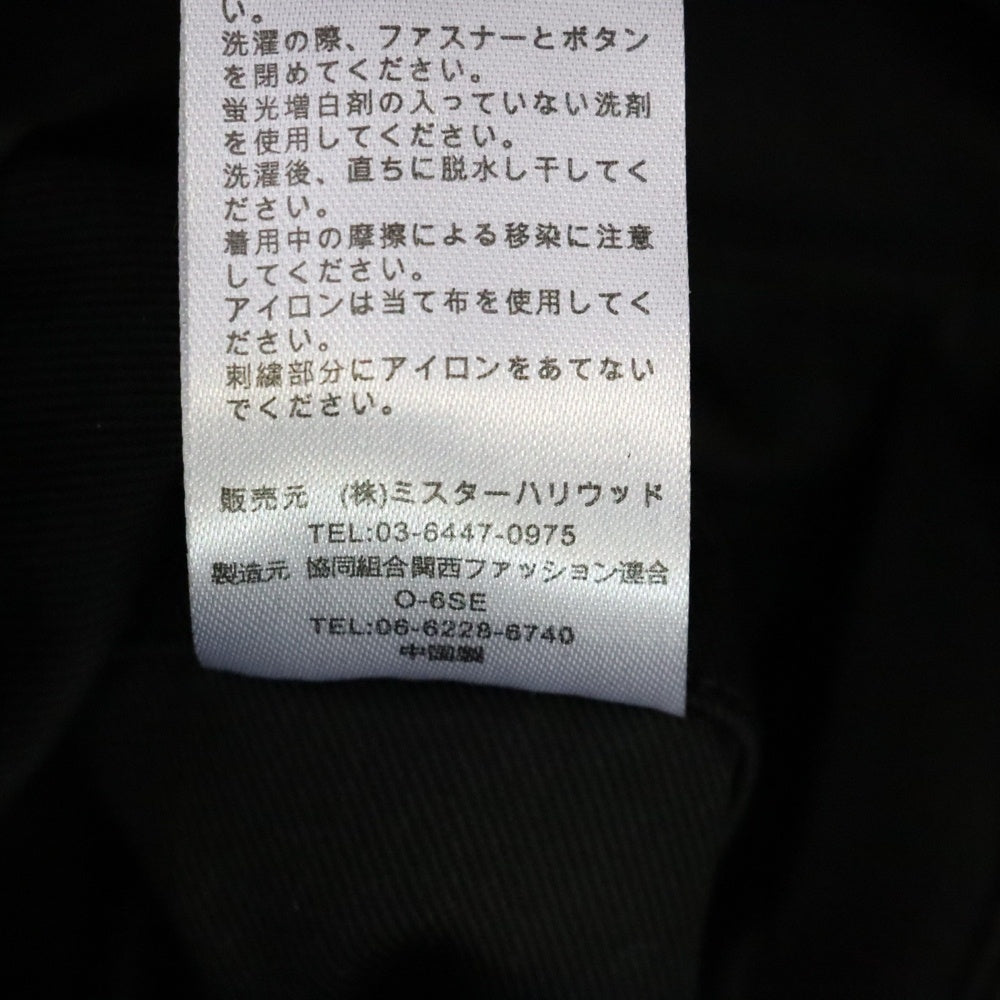 い。
洗濯の際、ファスナーとボタン
を閉めてください。
蛍光増白剤の入っていない洗剤
を使用してください。
洗濯後、直ちに脱水し干してく
ださい。
着用中の摩擦による移染に注意
してください。
アイロンは当て布を使用してく
ださい。
刺繍部分にアイロンをあてない
でください。
販売元 (株)ミスターハリウッド
TEL:03-6447-0975
製造元 協同組合関西ファッション連合
O-6SE
TEL:06-6228-6740
中国製